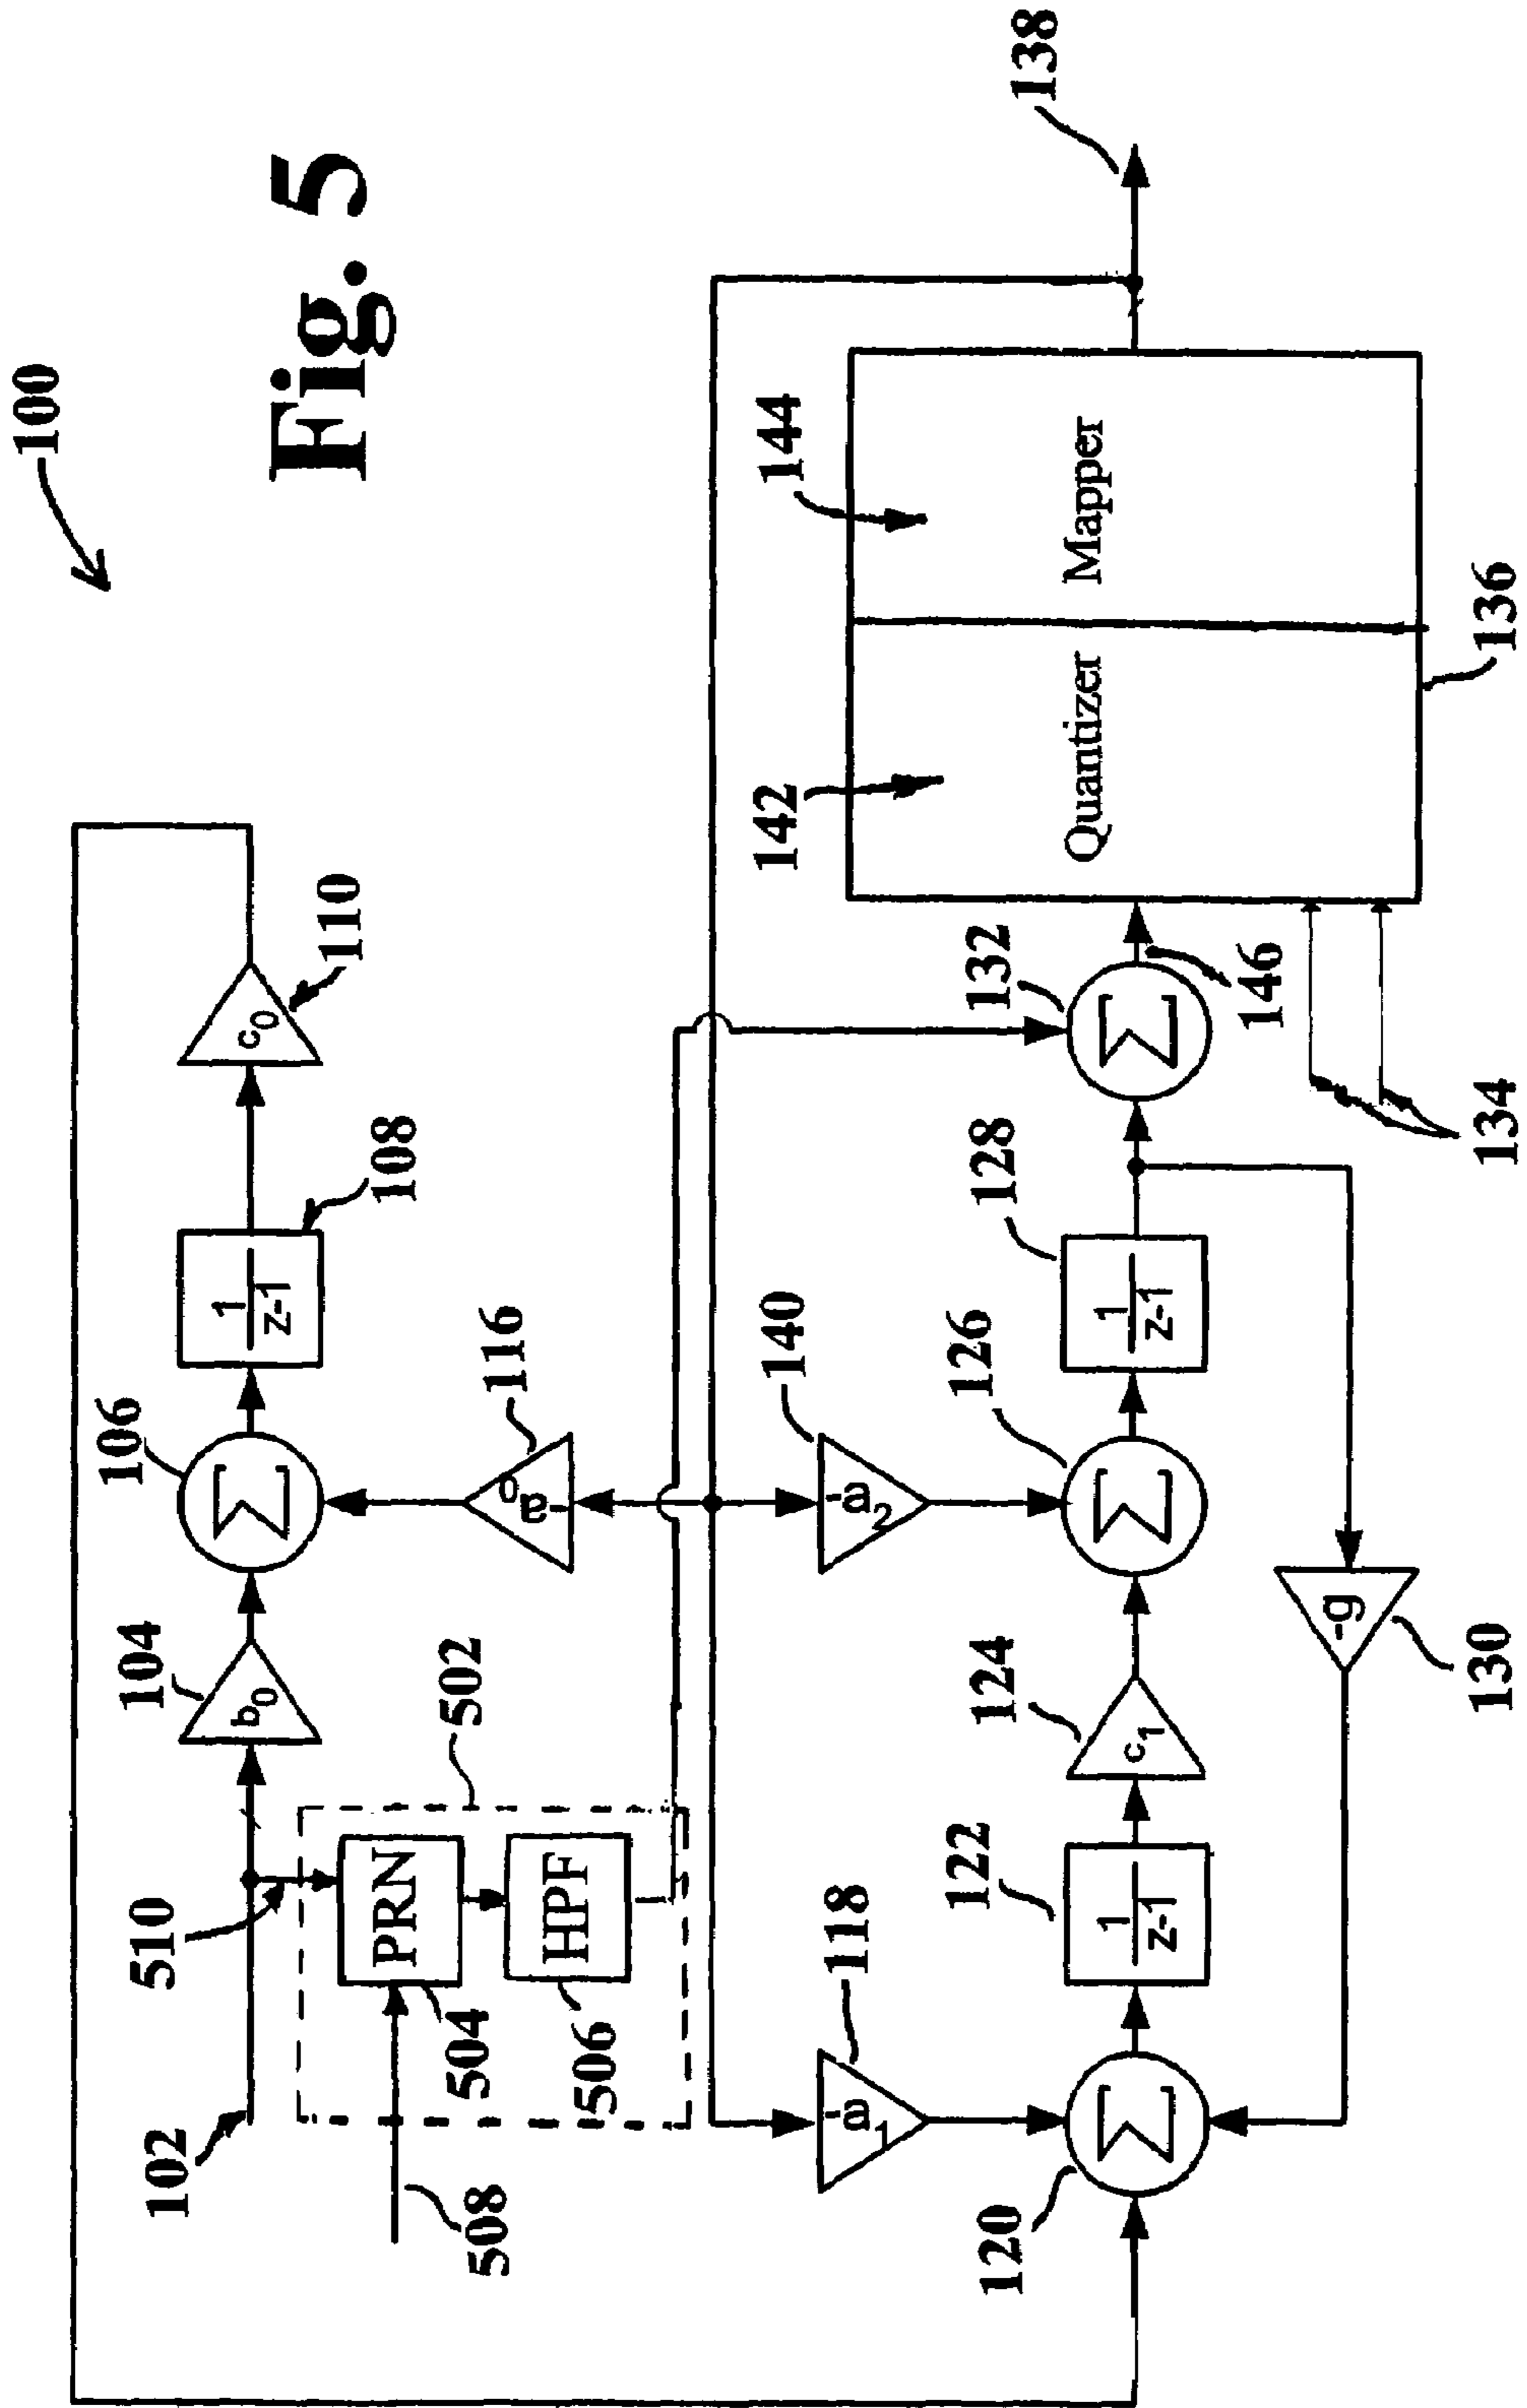 100
Fig. 5
106
108
110
104
b0
Σ
1
z-1
c0
102
510
502
116
-a0
508
PRN
504
HPF
506
118
140
142
144
138
-a1
-a2
120
122
124
126
128
132
Σ
1
z-1
c1
Σ
1
z-1
Σ
Quantizer
Mapper
146
-g
130
134
136